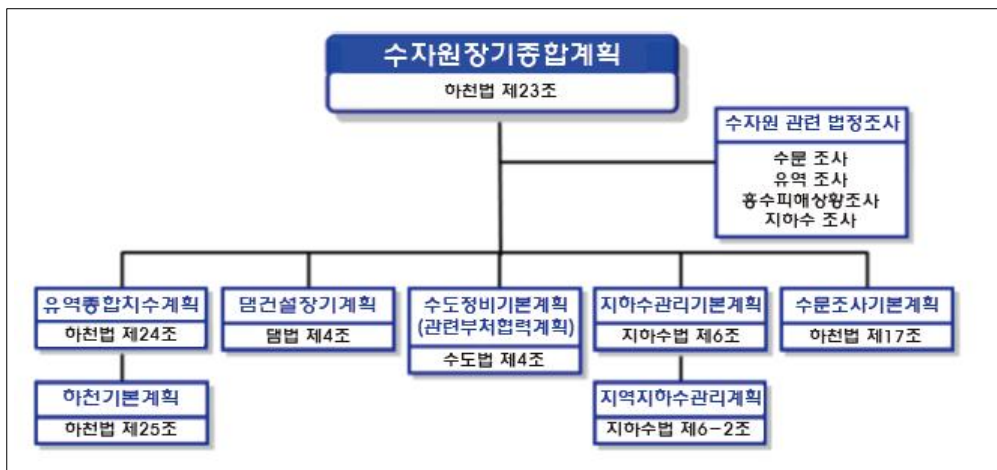 수자원장기종합계획
하천법 제23조
수자원 관련 법정조사
수문 조사
유역 조사
홍수피해상황조사
지하수 조사
유역종합치수계획
하천법 제24조
댐건설장기계획
댐법 제4조
수도정비기본계획
(관련부처협력계획)
수도법 제4조
지하수관리기본계획
지하수법 제6조
수문조사기본계획
하천법 제17조
하천기본계획
하천법 제25조
지역지하수관리계획
지하수법 제6-2조